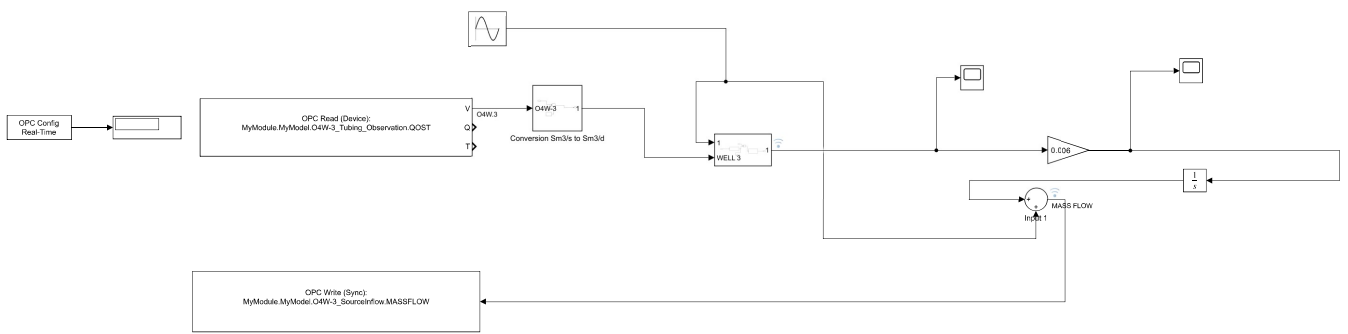 OPC Config
Real-Time
OPC Read (Device):
MyModule.MyModel.O4W-3_Tubing_Observation.QOST
V
Q
T
O4W.3
O4W-3
1
Conversion Sm3/s to Sm3/d
1
WELL 3
1
0.006
1
s
+
+
MASS FLOW
Input 1
OPC Write (Sync):
MyModule.MyModel.O4W-3_SourceInflow.MASSFLOW